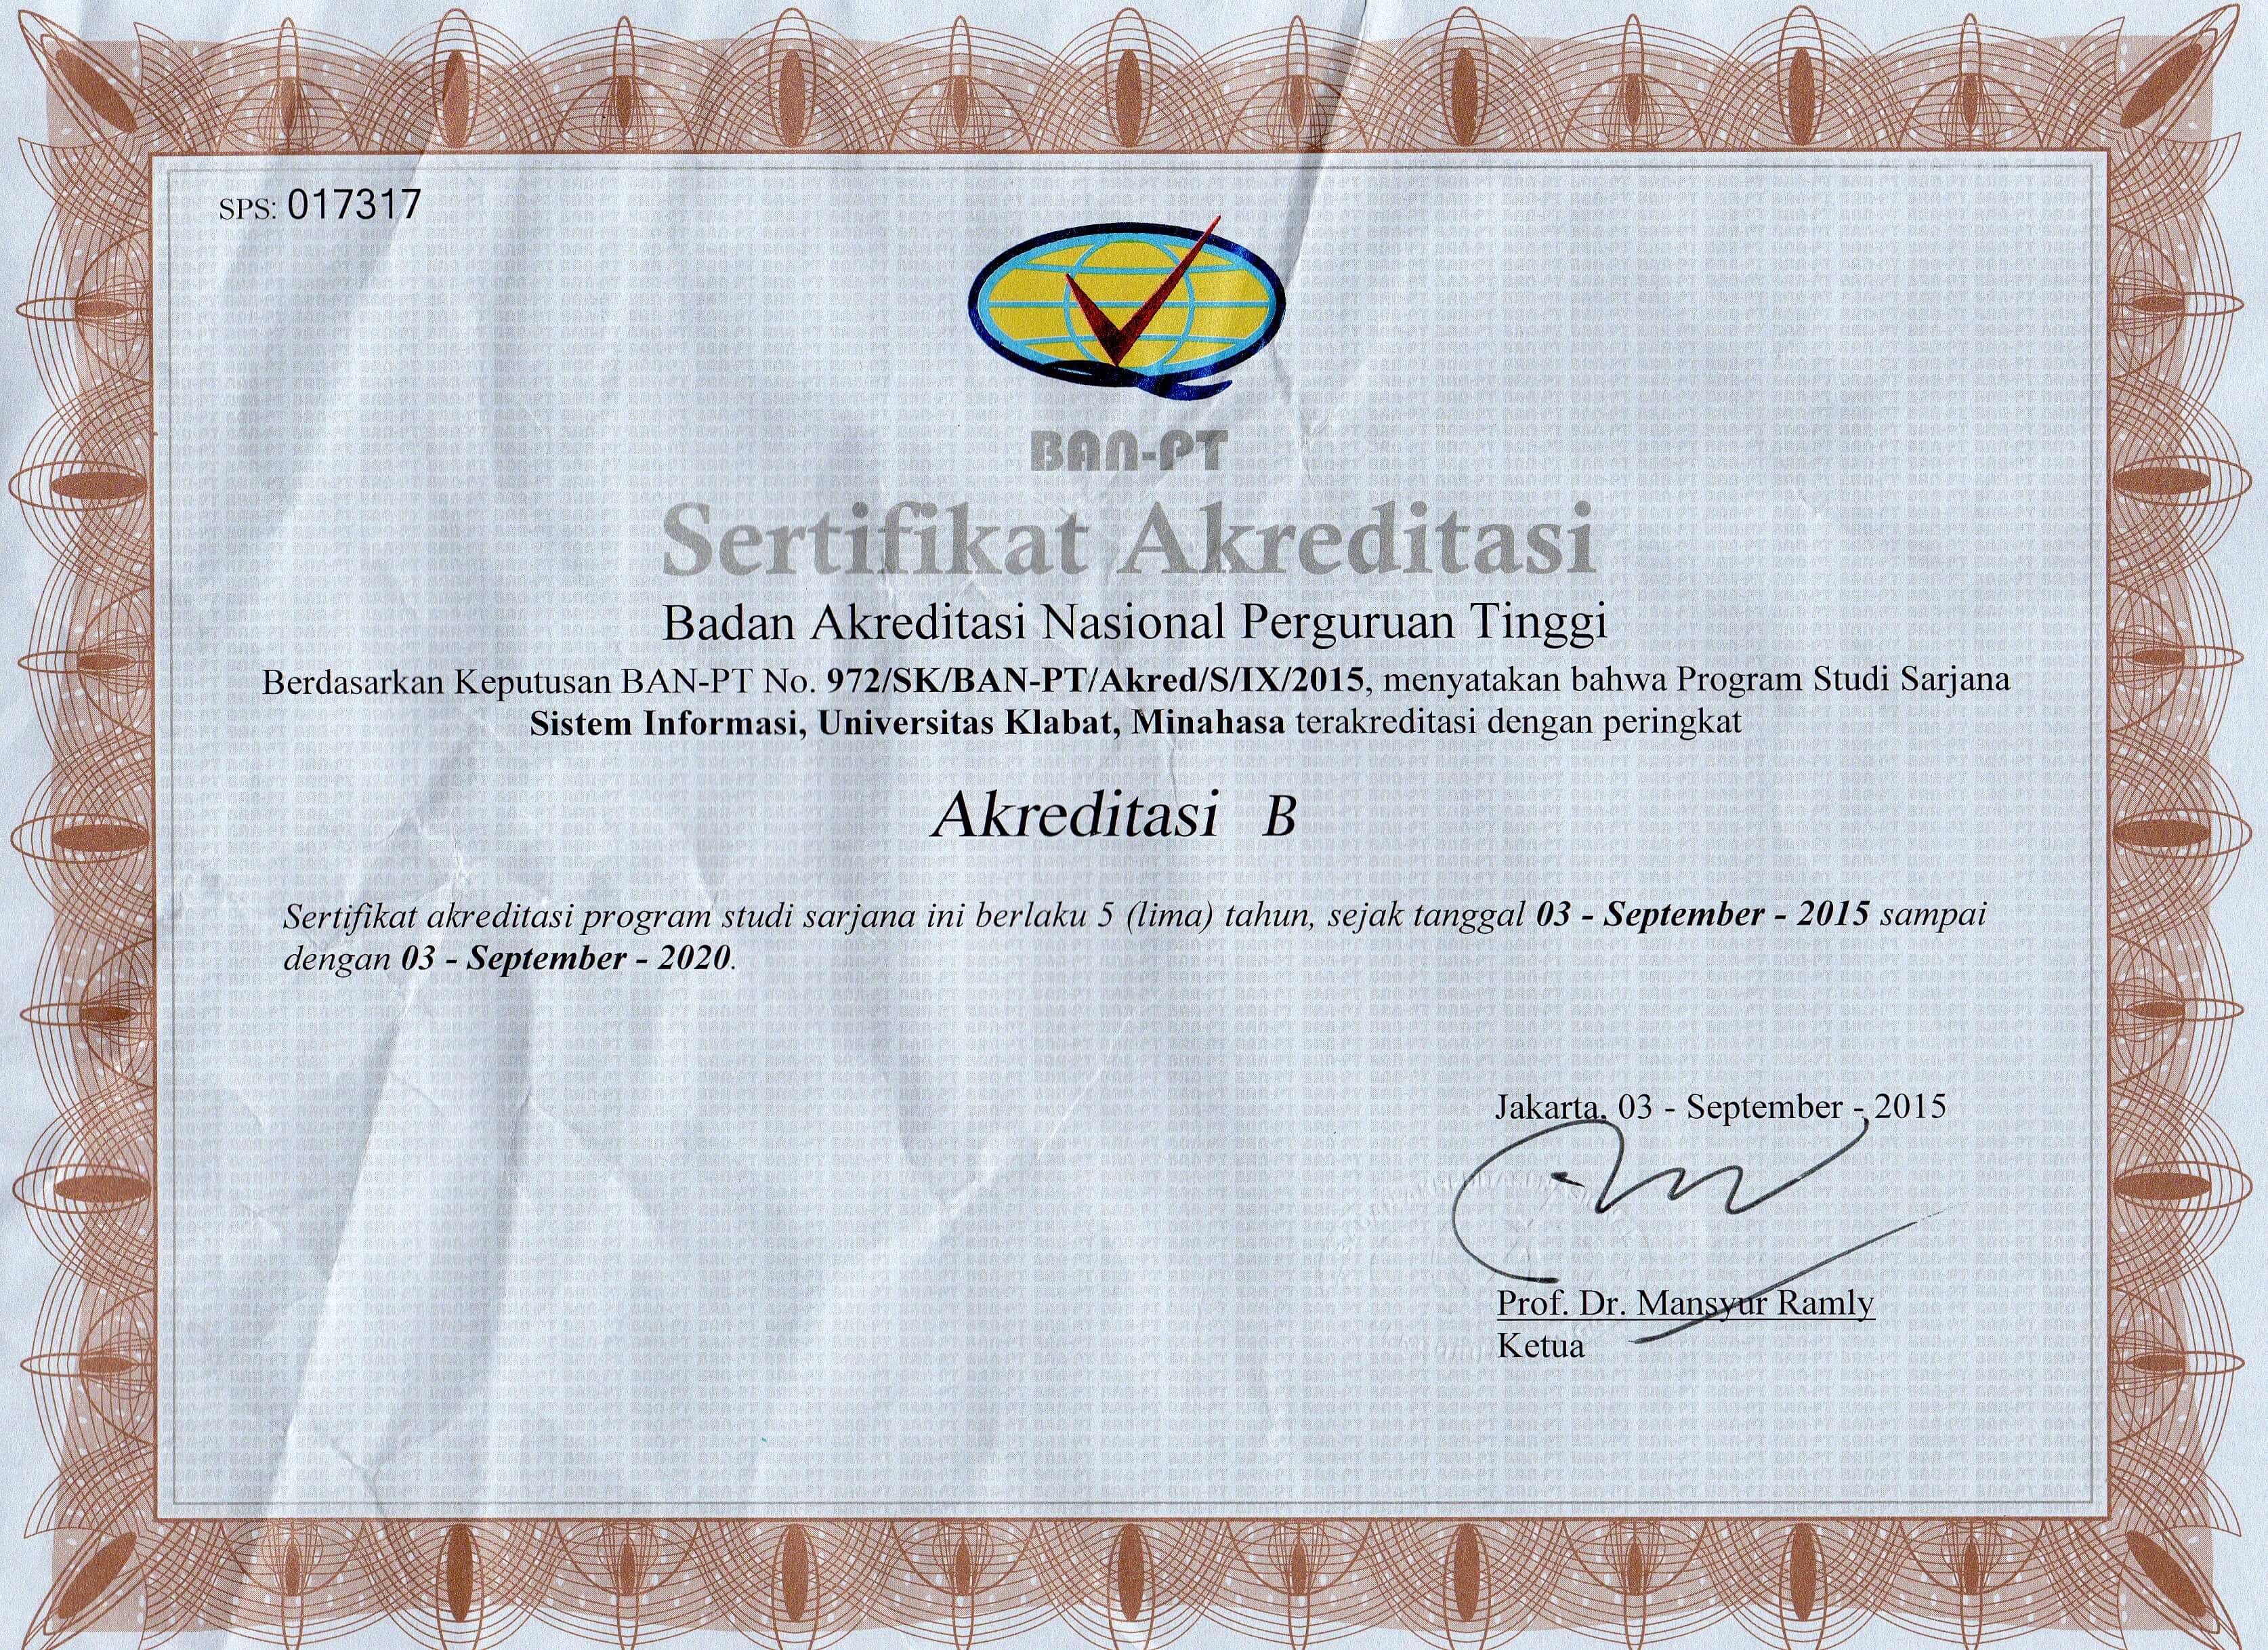 SPS: 017317
BAN-PT
Sertifikat Akreditasi
Badan Akreditasi Nasional Perguruan Tinggi
Berdasarkan Keputusan BAN-PT No. 972/SK/BAN-PT/Akred/S/IX/2015, menyatakan bahwa Program Studi Sarjana
Sistem Informasi, Universitas Klabat, Minahasa terakreditasi dengan peringkat
Akreditasi B
Sertifikat akreditasi program studi sarjana ini berlaku 5 (lima) tahun, sejak tanggal 03 - September - 2015 sampai
dengan 03 - September - 2020.
Jakarta, 03 - September - 2015
Prof. Dr. Mansyur Ramly
Ketua